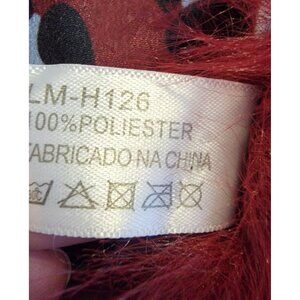 LM-H126
100%POLIESTER
FABRICADO NA CHINA